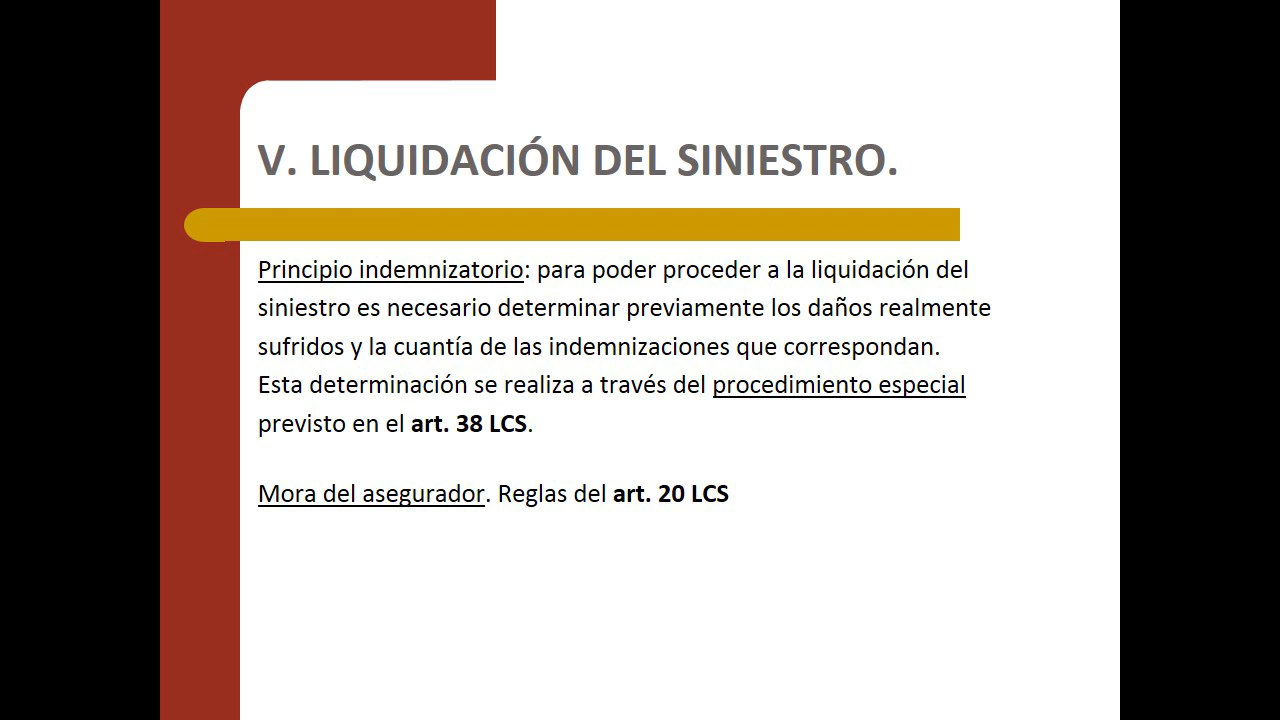 V. LIQUIDACIÓN DEL SINIESTRO.
Principio indemnizatorio: para poder proceder a la liquidación del
siniestro es necesario determinar previamente los daños realmente
sufridos y la cuantía de las indemnizaciones que correspondan.
Esta determinación se realiza a través del procedimiento especial
previsto en el art. 38 LCS.
Mora del asegurador. Reglas del art. 20 LCS